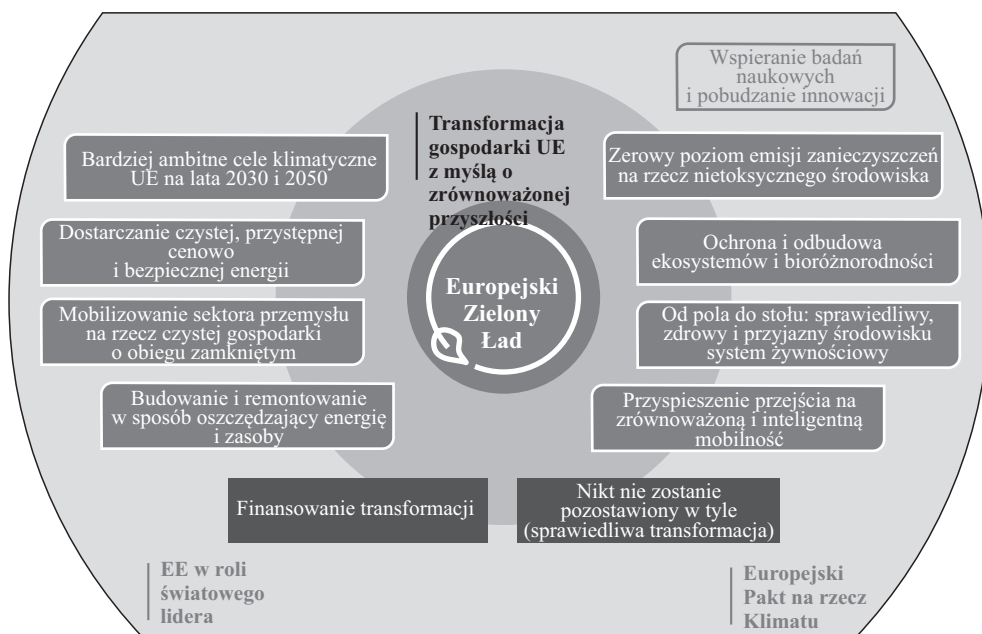 Wspieranie badań
naukowych
i pobudzanie innowacji
Transformacja
gospodarki UE
z myślą o
zrównoważonej
przyszłości
Bardziej ambitne cele klimatyczne
UE na lata 2030 i 2050
Zerowy poziom emisji zanieczyszczeń
na rzecz nietoksycznego środowiska
Dostarczanie czystej, przystępnej
cenowo
i bezpiecznej energii
Ochrona i odbudowa
ekosystemów i bioróżnorodności
Europejski
Zielony
Ład
Mobilizowanie sektora przemysłu
na rzecz czystej gospodarki
o obiegu zamkniętym
Od pola do stołu: sprawiedliwy,
zdrowy i przyjazny środowisku
system żywnościowy
Budowanie i remontowanie
w sposób oszczędzający energię
i zasoby
Przyspieszenie przejścia na
zrównoważoną i inteligentną
mobilność
Finansowanie transformacji
Nikt nie zostanie
pozostawiony w tyle
(sprawiedliwa transformacja)
EE w roli
światowego
lidera
Europejski
Pakt na rzecz
Klimatu